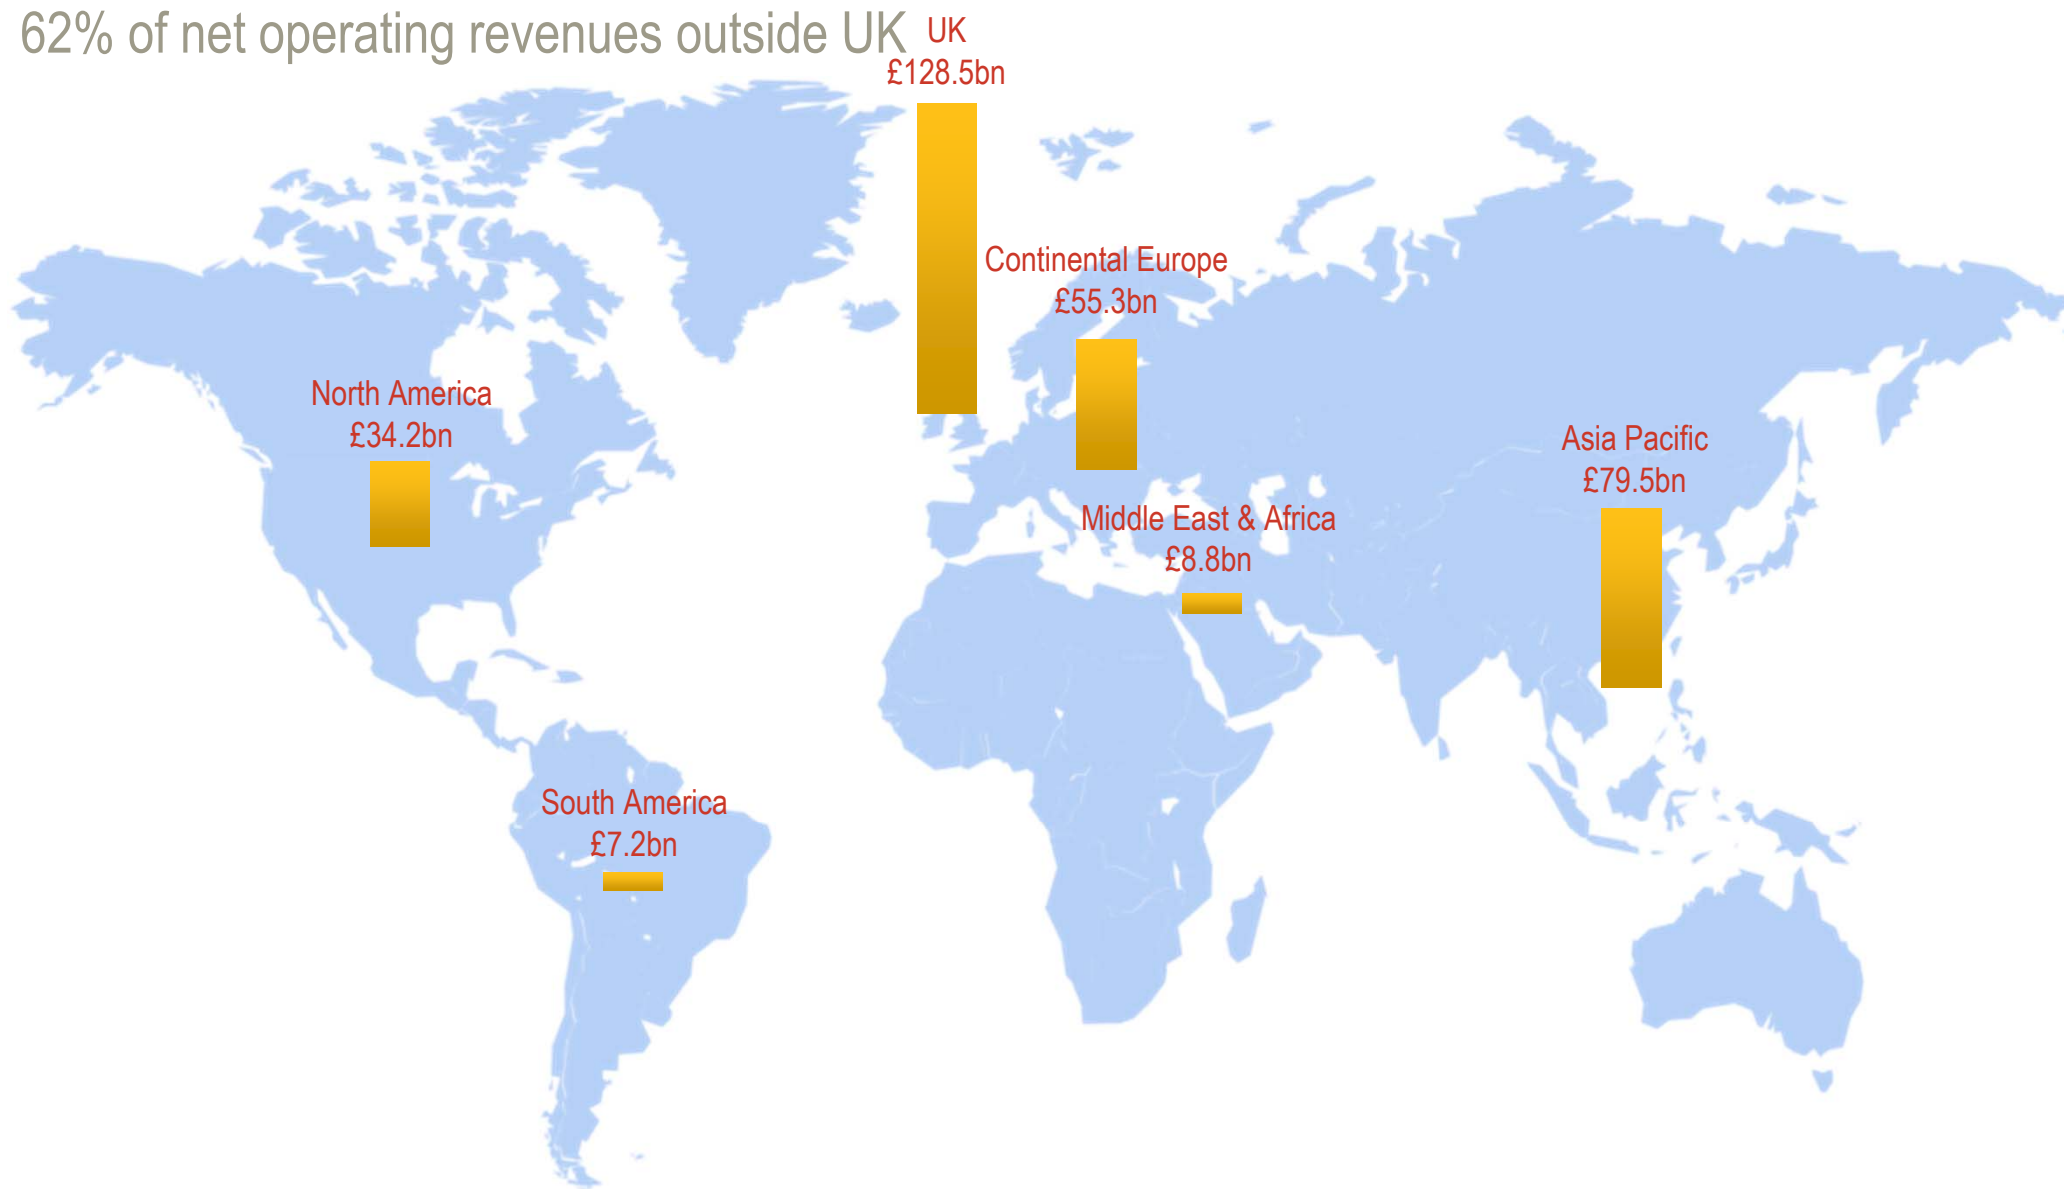 62% of net operating revenues outside UK
UK
£128.5bn
Continental Europe
£55.3bn
North America
£34.2bn
Asia Pacific
£79.5bn
Middle East & Africa
£8.8bn
South America
£7.2bn